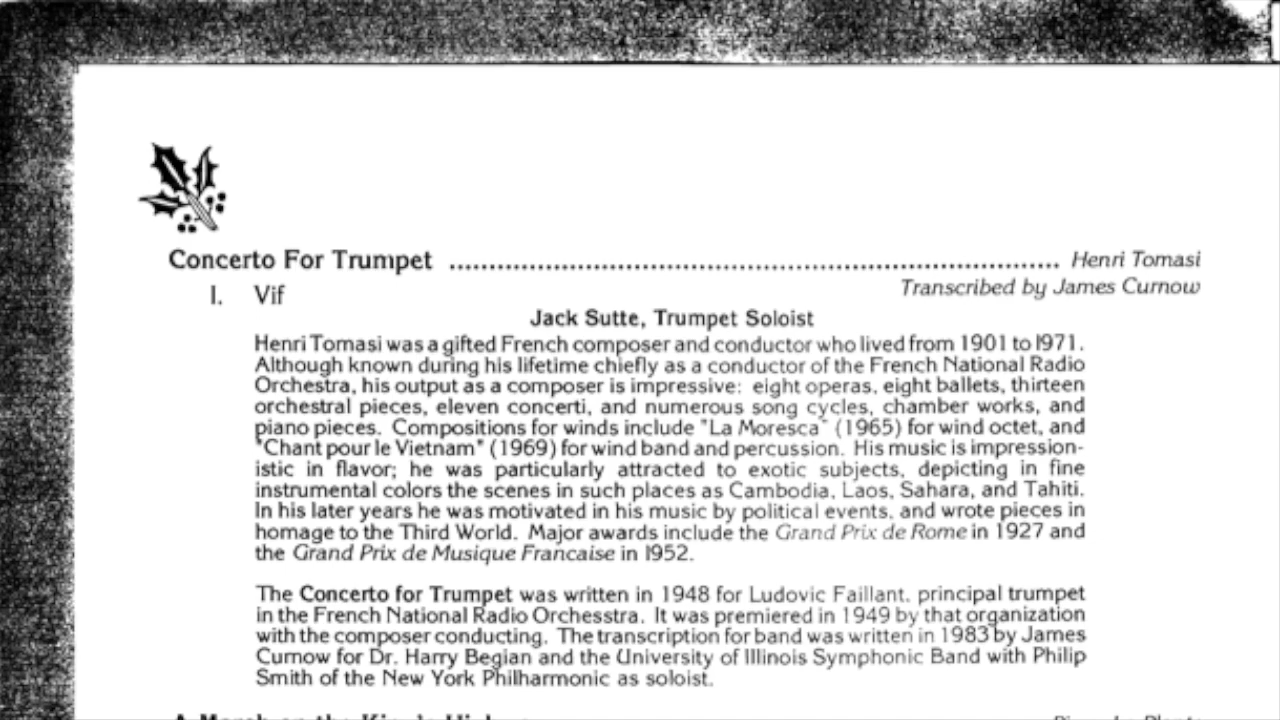 Concerto For Trumpet ........................................................................ Henri Tomasi
I. Vif
Transcribed by James Curnow
Jack Sutte, Trumpet Soloist
Henri Tomasi was a gifted French composer and conductor who lived from 1901 to 1971.
Although known during his lifetime chiefly as a conductor of the French National Radio
Orchestra, his output as a composer is impressive: eight operas, eight ballets, thirteen
orchestral pieces, eleven concerti, and numerous song cycles, chamber works, and
piano pieces. Compositions for winds include "La Moresca" (1965) for wind octet, and
"Chant pour le Vietnam" (1969) for wind band and percussion. His music is impression-
istic in flavor; he was particularly attracted to exotic subjects, depicting in fine
instrumental colors the scenes in such places as Cambodia, Laos, Sahara, and Tahiti.
In his later years he was motivated in his music by political events, and wrote pieces in
homage to the Third World. Major awards include the Grand Prix de Rome in 1927 and
the Grand Prix de Musique Francaise in 1952.
The Concerto for Trumpet was written in 1948 for Ludovic Faillant, principal trumpet
in the French National Radio Orchesstra. It was premiered in 1949 by that organization
with the composer conducting. The transcription for band was written in 1983 by James
Curnow for Dr. Harry Begian and the University of Illinois Symphonic Band with Philip
Smith of the New York Philharmonic as soloist.